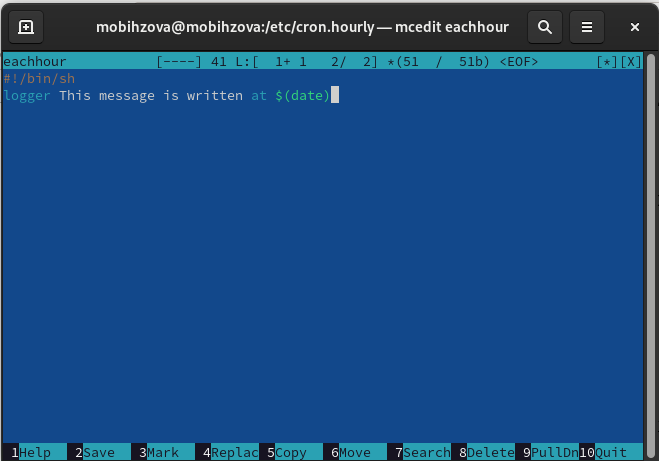 mobihzova@mobihzova:/etc/cron.hourly — mcedit eachhour
eachhour [----] 41 L:[ 1+ 1 2/ 2] *(51 / 51b) <EOF> [*][X]
#!/bin/sh
logger This message is written at $(date)
1Help 2Save 3Mark 4Replac 5Copy 6Move 7Search 8Delete 9PullDn 10Quit